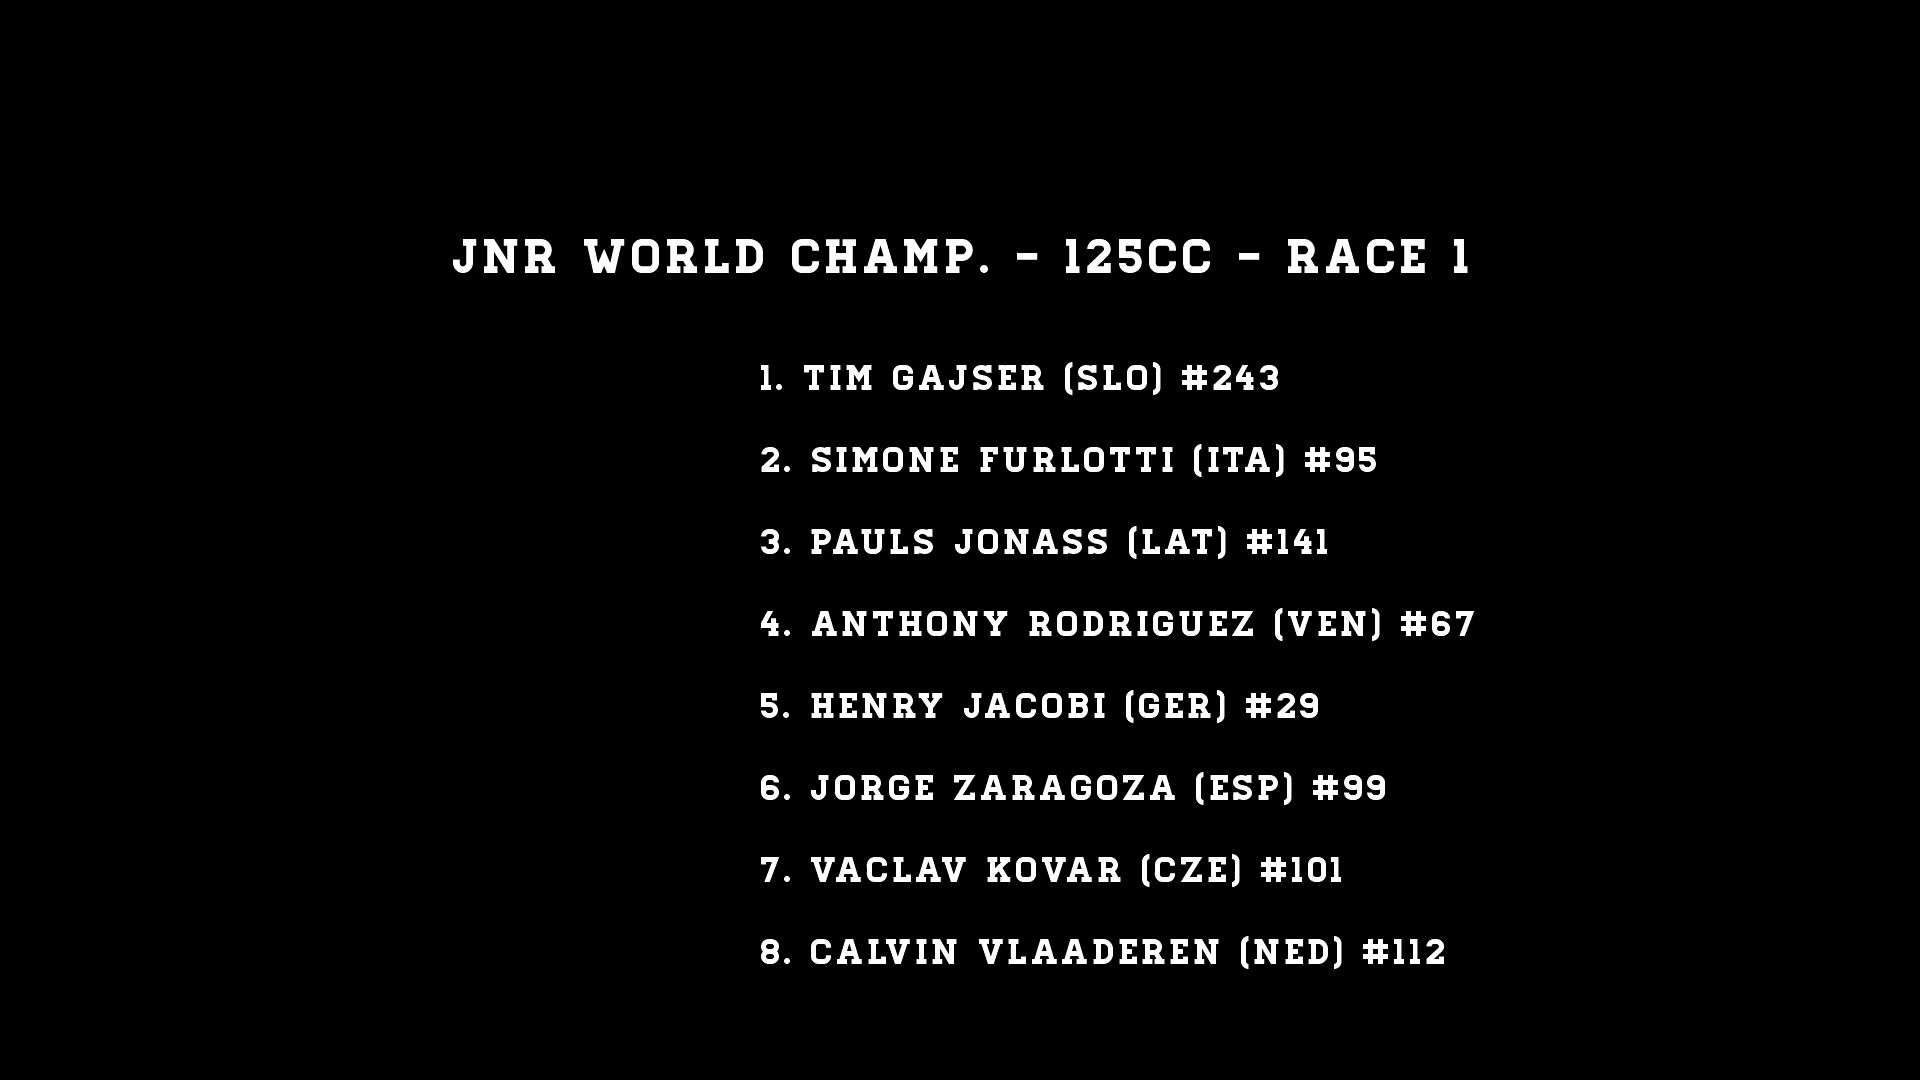 JNR WORLD CHAMP. - 125CC - RACE 1
1. TIM GAJSER (SLO) #243
2. SIMONE FURLOTTI (ITA) #95
3. PAULS JONASS (LAT) #141
4. ANTHONY RODRIGUEZ (VEN) #67
5. HENRY JACOBI (GER) #29
6. JORGE ZARAGOZA (ESP) #99
7. VACLAV KOVAR (CZE) #101
8. CALVIN VLAADEREN (NED) #112